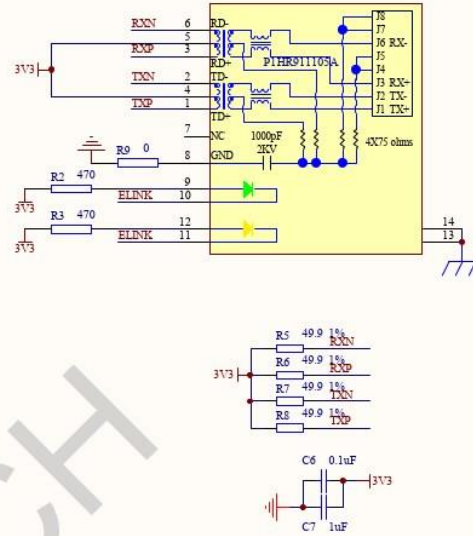 RXN 6 RD- J8
5 J7
RXP 3 J6 RX-
RD+ P1HR911105A J5
3V3 J4
TXN 2 TD- J3 RX+
4 J2 TX-
TXP 1 J1 TX+
TD+
7 NC 1000pF 4X75 ohms
R9 0 2KV
8 GND
R2 470 9
3V3 ELINK 10
R3 470 12 14
3V3 ELINK 11 13
R5 49.9 1% RXN
R6 49.9 1% RXP
3V3
R7 49.9 1% TXN
R8 49.9 1% TXP
C6 0.1uF
3V3
C7 1uF
CH